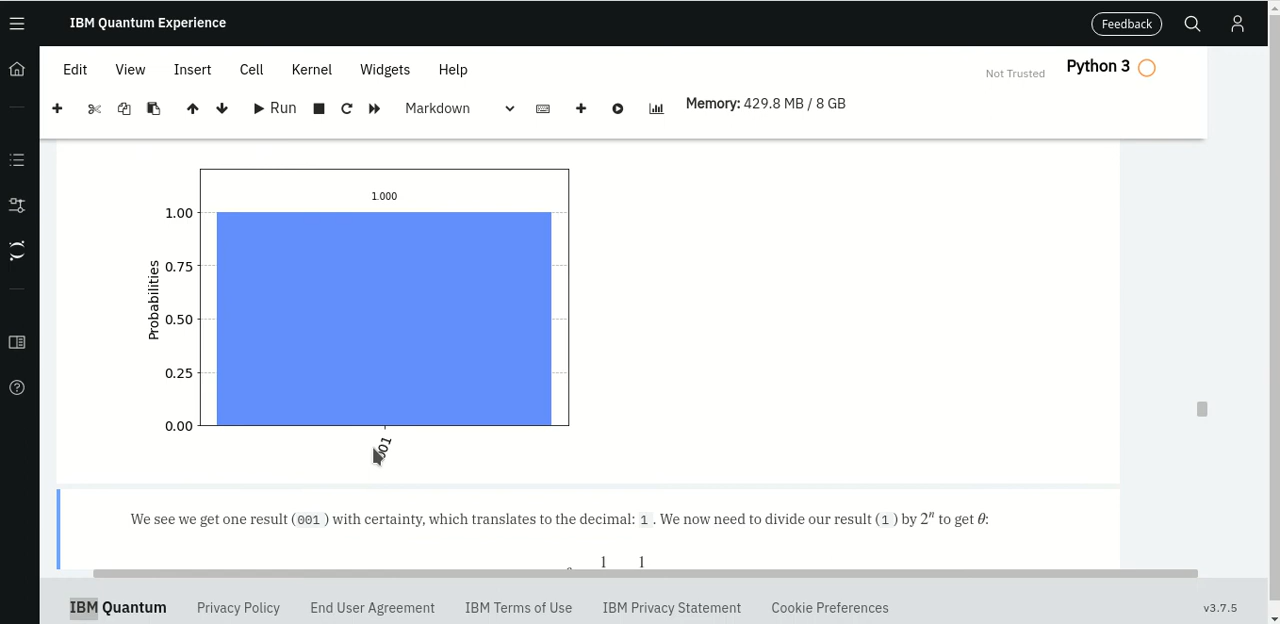 IBM Quantum Experience
Feedback
Edit View Insert Cell Kernel Widgets Help
Not Trusted
Python 3
Run
Markdown
Memory: 429.8 MB / 8 GB
1.000
1.00
0.75
0.50
0.25
0.00
Probabilities
We see we get one result (001) with certainty, which translates to the decimal: 1. We now need to divide our result (1) by 2ⁿ to get θ:
1 1
IBM Quantum Privacy Policy End User Agreement IBM Terms of Use IBM Privacy Statement Cookie Preferences v3.7.5